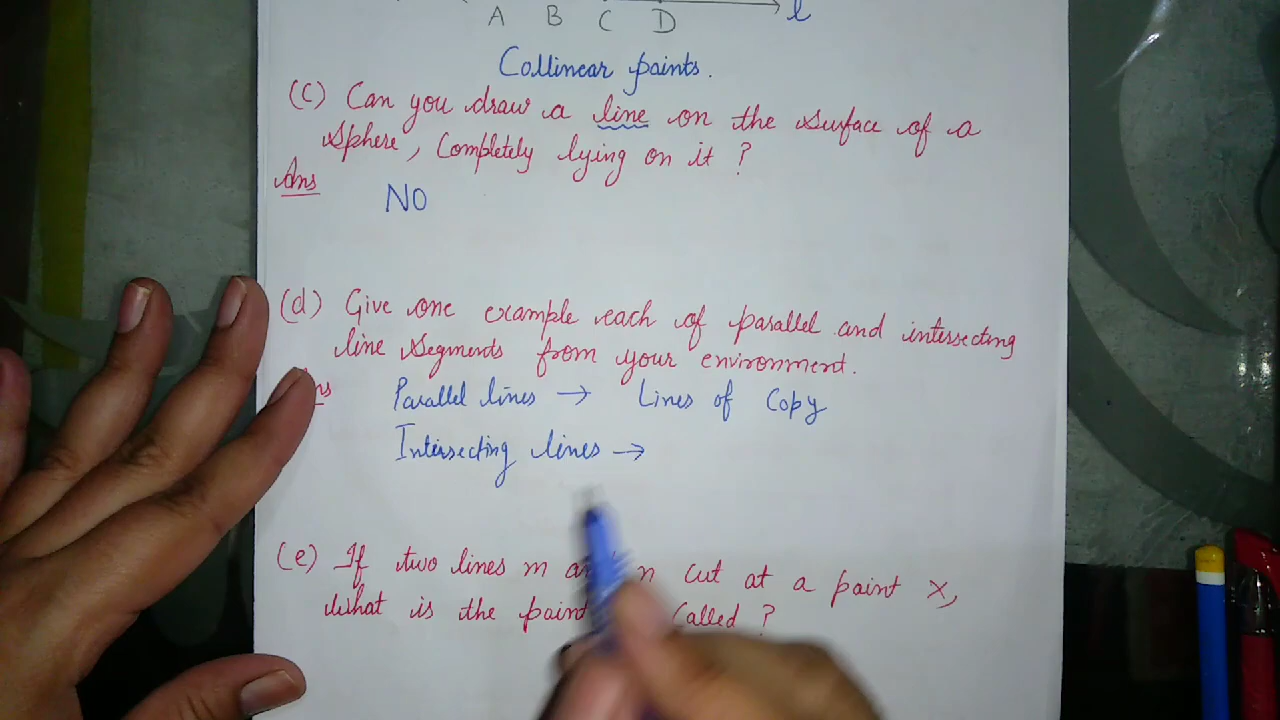 A B C D l
Collinear points.
(C) Can you draw a line on the surface of a
Sphere, Completely lying on it ?
Ans NO
(d) Give one example each of parallel and intersecting
line segments from your environment.
Parallel lines → Lines of Copy
Intersecting lines →
(e) If two lines m and n cut at a point X,
What is the point Called ?